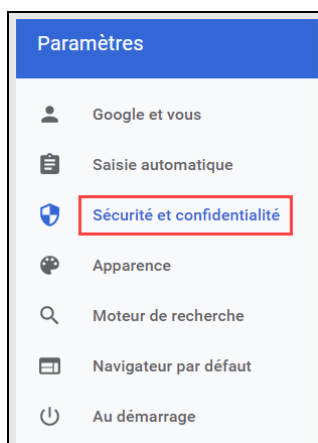 Paramètres
Google et vous
Saisie automatique
Sécurité et confidentialité
Apparence
Moteur de recherche
Navigateur par défaut
Au démarrage